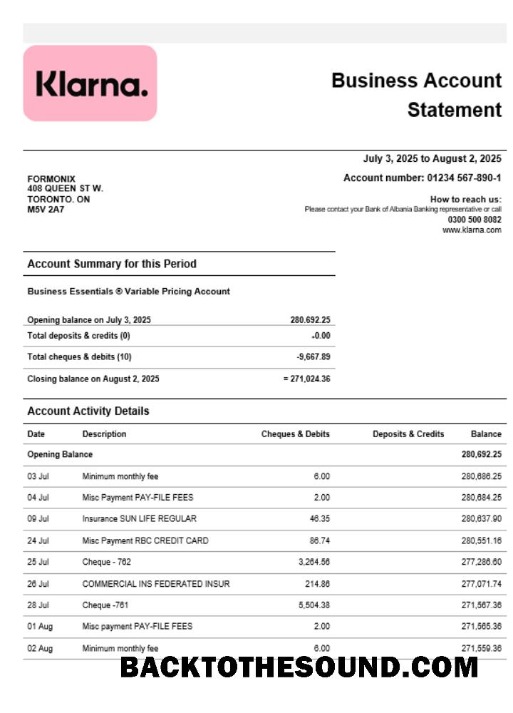 Klarna.
Business Account
Statement
July 3, 2025 to August 2, 2025
Account number: 01234 567-890-1
FORMONIX
408 QUEEN ST W.
TORONTO. ON
M5V 2A7
How to reach us:
Please contact your Bank of Albania Banking representative or call
0300 500 8082
www.klarna.com
Account Summary for this Period
Business Essentials ® Variable Pricing Account
Opening balance on July 3, 2025 280.692.25
Total deposits & credits (0) -0.00
Total cheques & debits (10) -9,667.89
Closing balance on August 2, 2025 = 271,024.36
Account Activity Details
Date Description Cheques & Debits Deposits & Credits Balance
Opening Balance 280,692.25
03 Jul Minimum monthly fee 6.00 280,686.25
04 Jul Misc Payment PAY-FILE FEES 2.00 280,684.25
09 Jul Insurance SUN LIFE REGULAR 46.35 280,637.90
24 Jul Misc Payment RBC CREDIT CARD 86.74 280,551.16
25 Jul Cheque - 762 3,264.56 277,286.60
26 Jul COMMERCIAL INS FEDERATED INSUR 214.86 277,071.74
28 Jul Cheque -761 5,504.38 271,567.36
01 Aug Misc payment PAY-FILE FEES 2.00 271,565.36
02 Aug Minimum monthly fee 6.00 271,559.36
BACKTOTHESOUND.COM